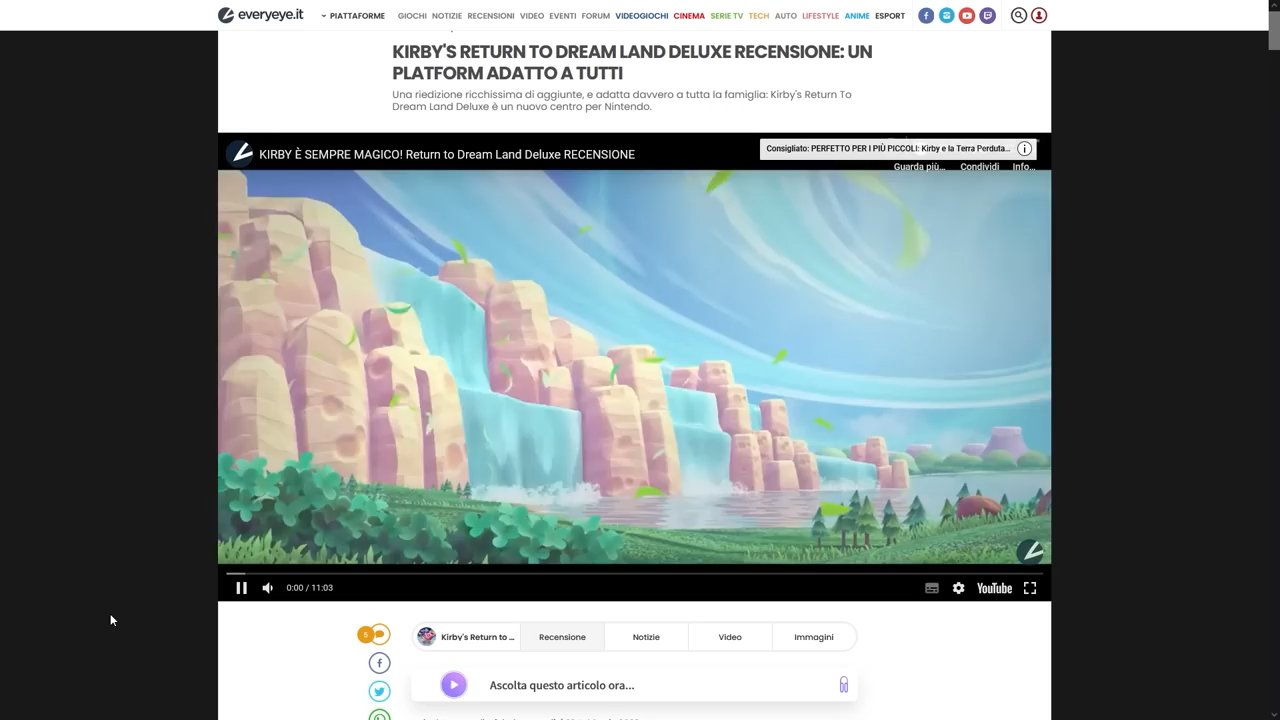 everyeye.it
PIATTAFORME GIOCHI NOTIZIE RECENSIONI VIDEO EVENTI FORUM VIDEOGIOCHI CINEMA SERIE TV TECH AUTO LIFESTYLE ANIME ESPORT
KIRBY'S RETURN TO DREAM LAND DELUXE RECENSIONE: UN
PLATFORM ADATTO A TUTTI
Una riedizione ricchissima di aggiunte, e adatta davvero a tutta la famiglia: Kirby's Return To
Dream Land Deluxe è un nuovo centro per Nintendo.
KIRBY È SEMPRE MAGICO! Return to Dream Land Deluxe RECENSIONE
Consigliato: PERFETTO PER I PIÙ PICCOLI: Kirby e la Terra Perduta...
Guarda più... Condividi Info...
0:00 / 11:03
YouTube
5
Kirby's Return to ... Recensione Notizie Video Immagini
Ascolta questo articolo ora...